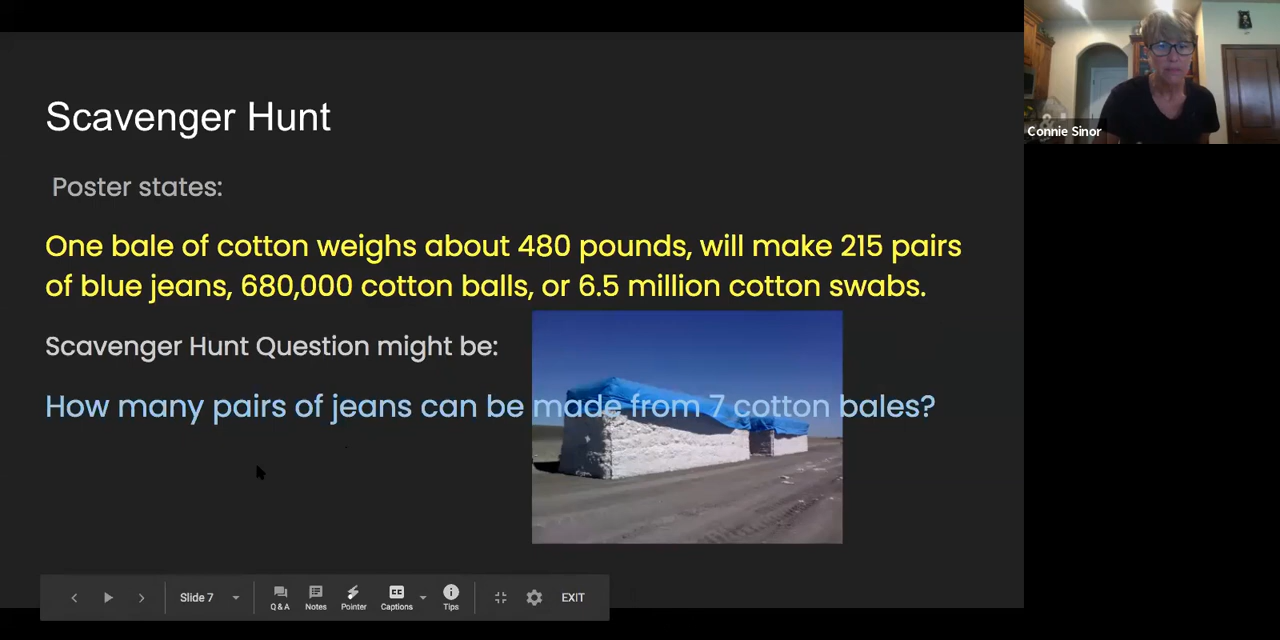 Scavenger Hunt
Poster states:
One bale of cotton weighs about 480 pounds, will make 215 pairs
of blue jeans, 680,000 cotton balls, or 6.5 million cotton swabs.
Scavenger Hunt Question might be:
How many pairs of jeans can be made from 7 cotton bales?
Connie Sinor
Slide 7
Q & A
Notes
Pointer
CC
Captions
Tips
EXIT